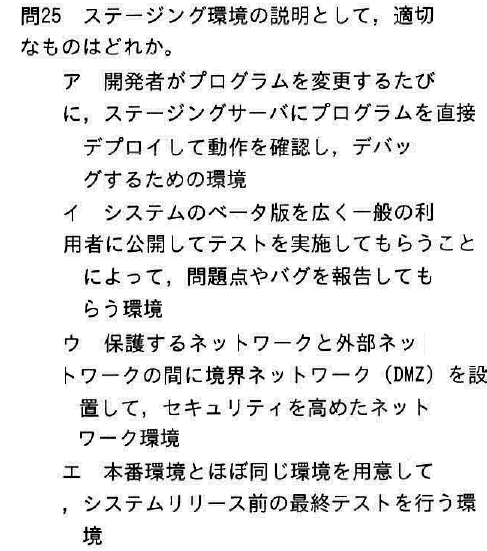 問25　ステージング環境の説明として，適切
なものはどれか。
ア　開発者がプログラムを変更するたび
に，ステージングサーバにプログラムを直接
デプロイして動作を確認し，デバッ
グするための環境
イ　システムのベータ版を広く一般の利
用者に公開してテストを実施してもらうこと
によって，問題点やバグを報告しても
らう環境
ウ　保護するネットワークと外部ネッ
トワークの間に境界ネットワーク（DMZ）を設
置して，セキュリティを高めたネット
ワーク環境
エ　本番環境とほぼ同じ環境を用意して
，システムリリース前の最終テストを行う環
境